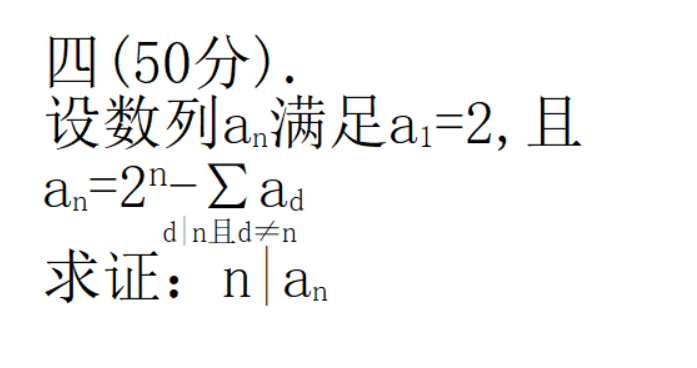 四(50分).
设数列aₙ满足a₁=2,且
aₙ=2ⁿ-∑a_d
d|n且d≠n
求证：n|aₙ